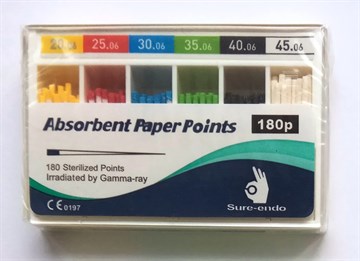 20.06 25.06 30.06 35.06 40.06 45.06
Absorbent Paper Points 180p
180 Sterilized Points
Irradiated by Gamma-ray
CE 0197
Sure-endo